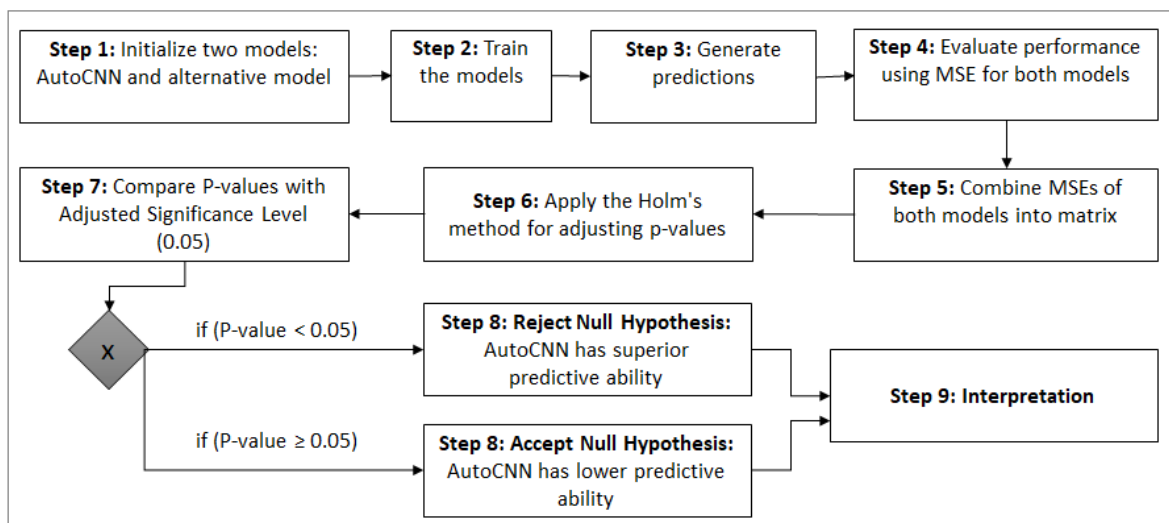 Step 1: Initialize two models:
AutoCNN and alternative model
Step 2: Train
the models
Step 3: Generate
predictions
Step 4: Evaluate performance
using MSE for both models
Step 5: Combine MSEs of
both models into matrix
Step 6: Apply the Holm's
method for adjusting p-values
Step 7: Compare P-values with
Adjusted Significance Level
(0.05)
X
if (P-value < 0.05)
Step 8: Reject Null Hypothesis:
AutoCNN has superior
predictive ability
if (P-value ≥ 0.05)
Step 8: Accept Null Hypothesis:
AutoCNN has lower predictive
ability
Step 9: Interpretation